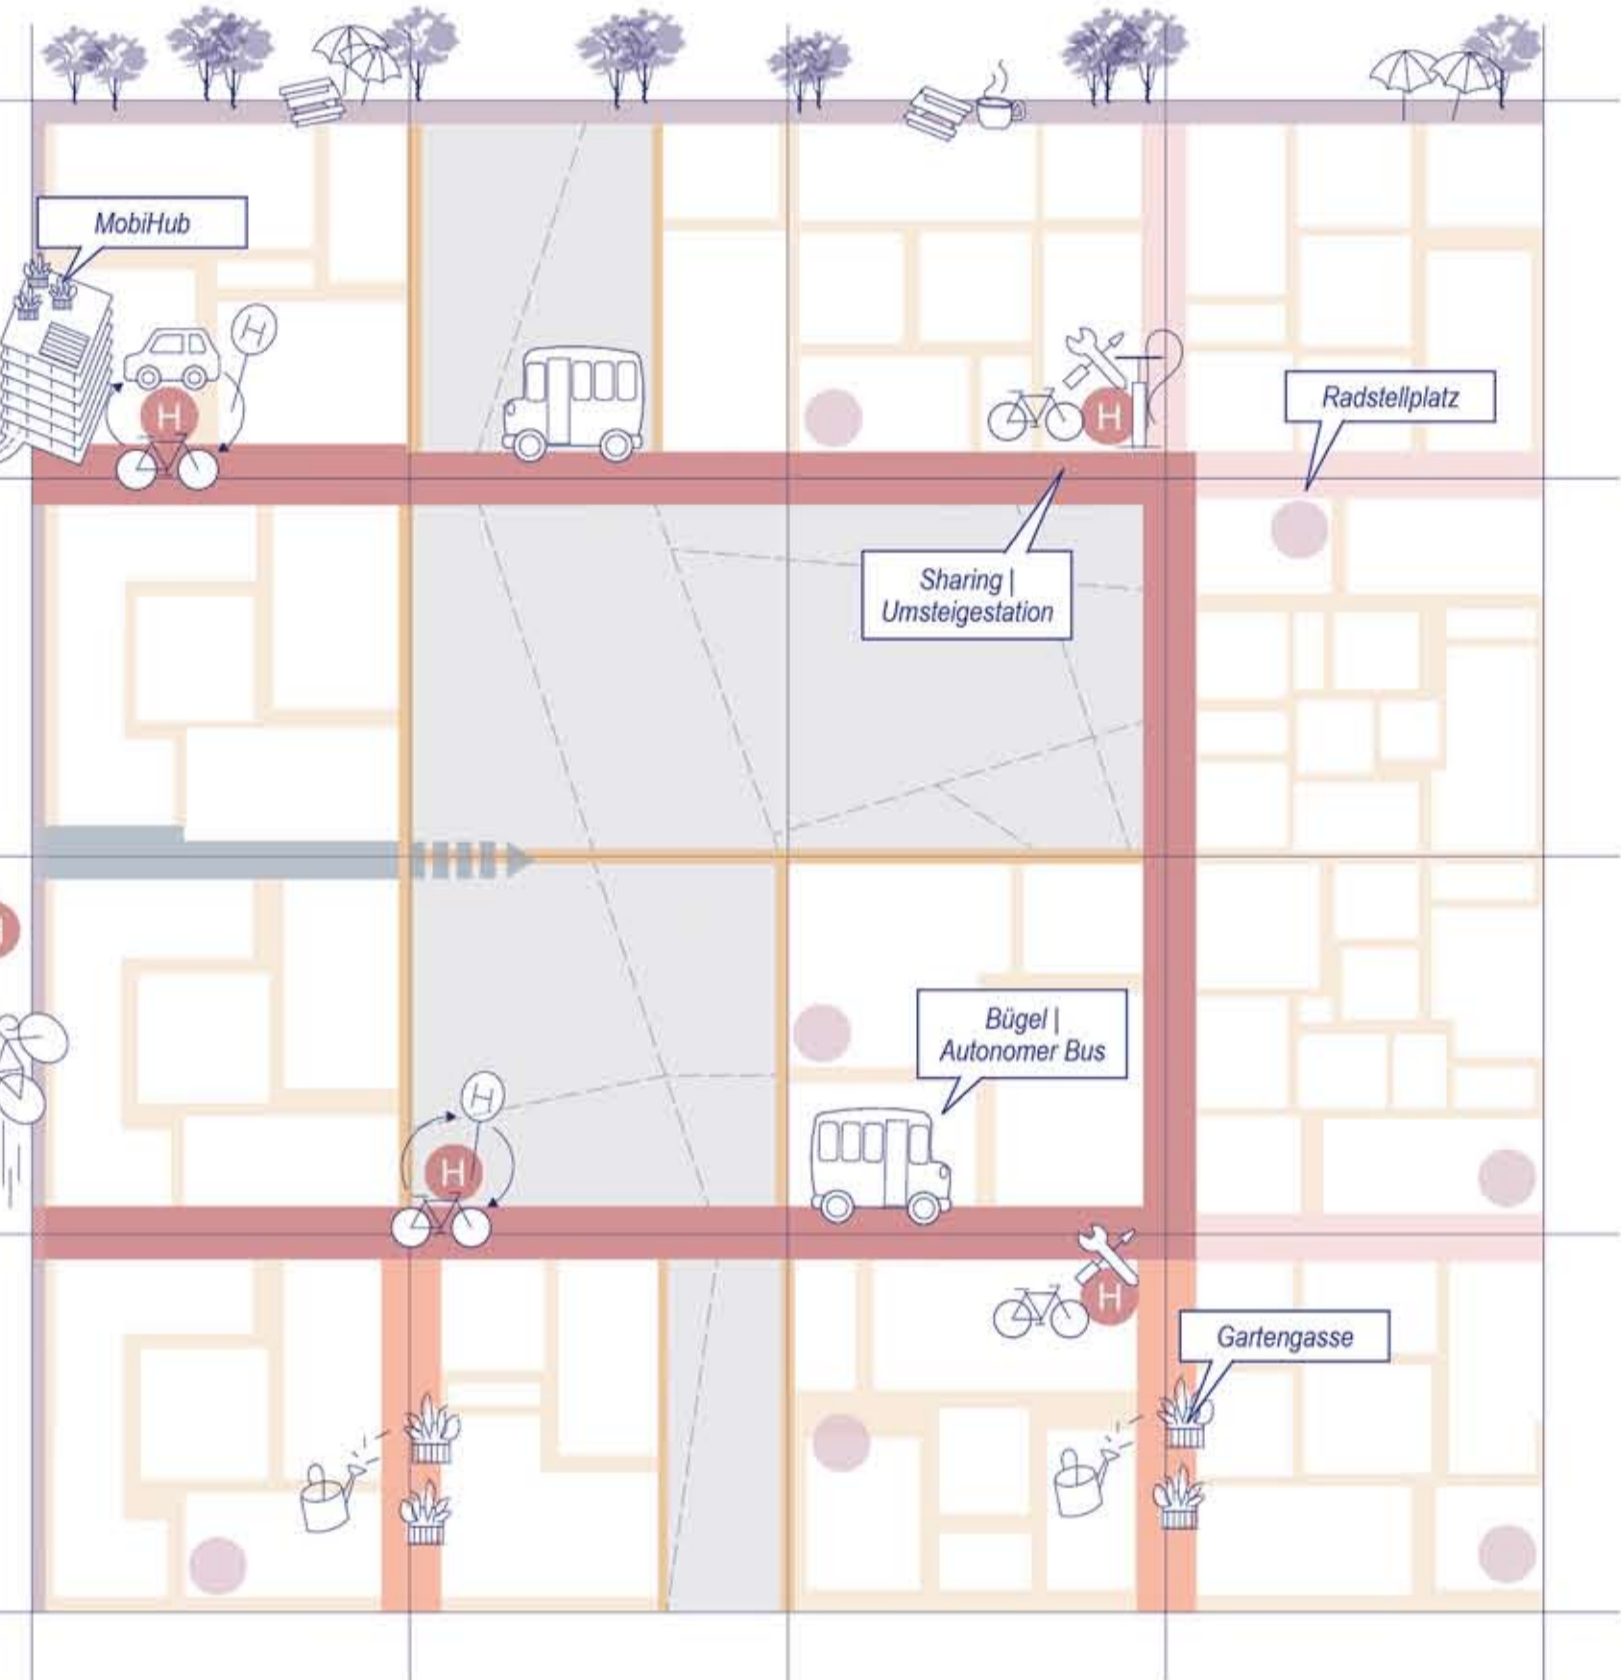 MobiHub
H
H
H
Radstellplatz
Sharing |
Umsteigestation
Bügel |
Autonomer Bus
H
H
H
Gartengasse